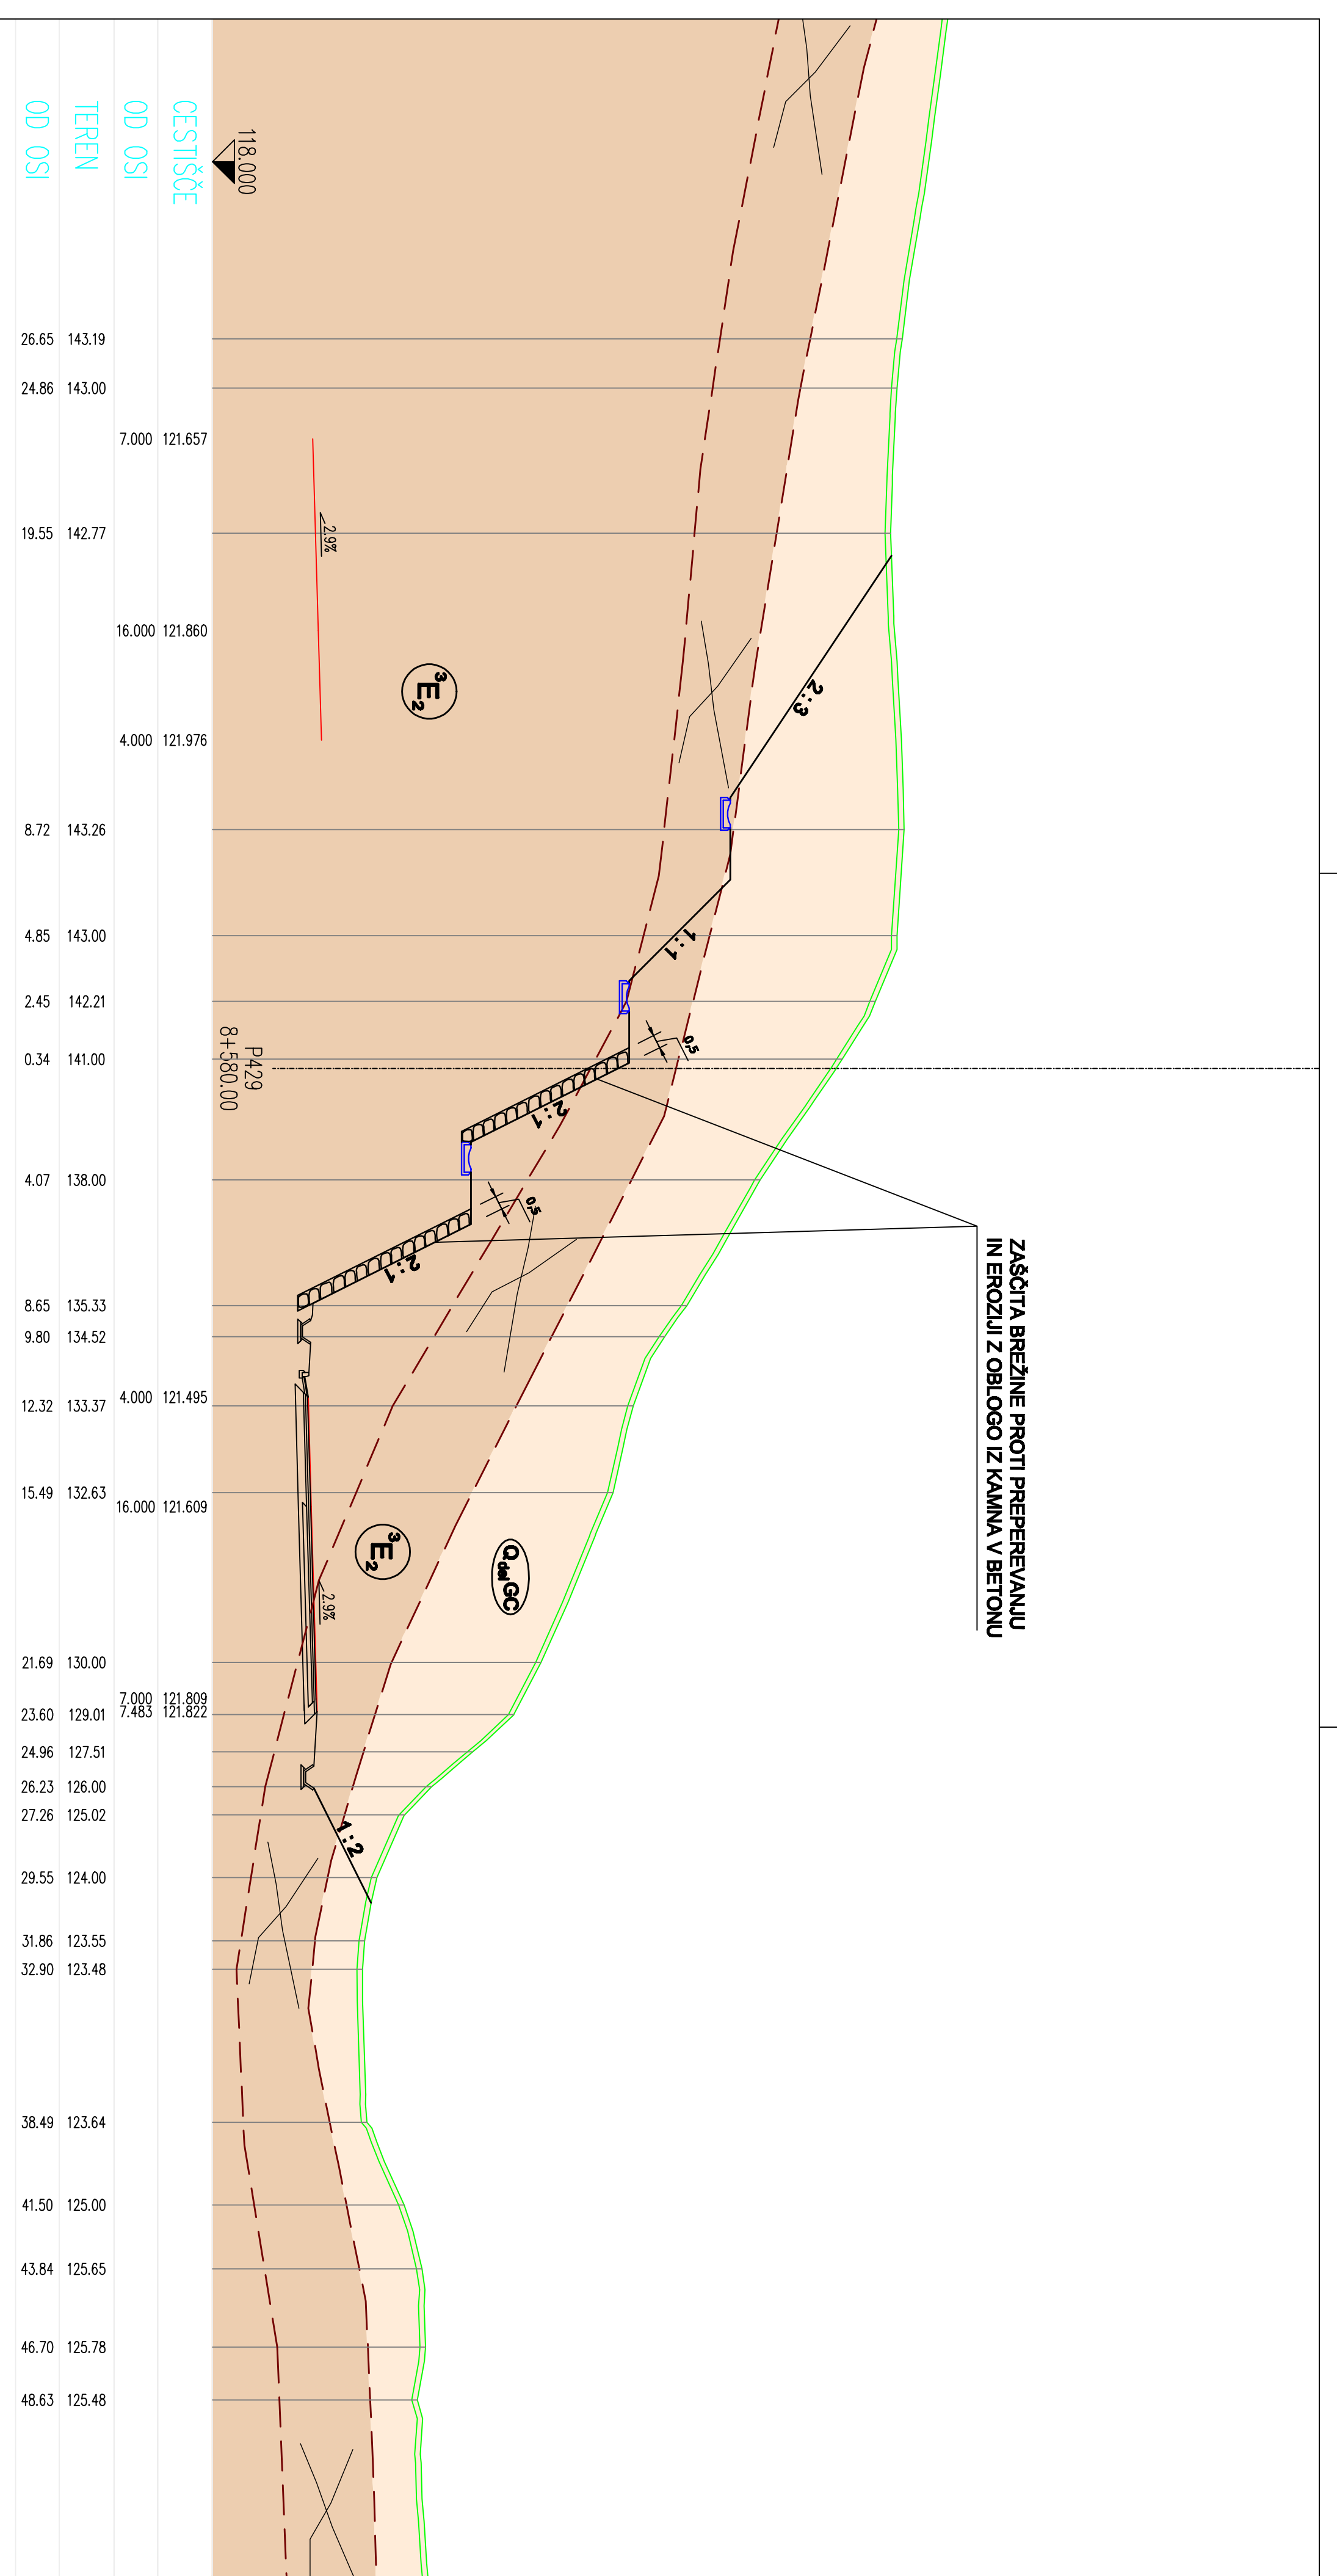 ZAŠČITA BREŽINE PROTI PREPEREVANJU
IN EROZIJI Z OBLOGO IZ KAMNA V BETONU
2:3
1:1
0,5
2:1
0,5
2:1
1:2
³E₂
³E₂
QdelGC
2.9%
2.9%
118.000
P429
8+580.00
CESTIŠČE 121.657 121.860 121.976 121.495 121.609 121.809 121.822
OD OSI 7.000 16.000 4.000 4.000 16.000 7.000 7.483
TEREN 143.19 143.00 142.77 143.26 143.00 142.21 141.00 138.00 135.33 134.52 133.37 132.63 130.00 129.01 127.51 126.00 125.02 124.00 123.55 123.48 123.64 125.00 125.65 125.78 125.48
OD OSI 26.65 24.86 19.55 8.72 4.85 2.45 0.34 4.07 8.65 9.80 12.32 15.49 21.69 23.60 24.96 26.23 27.26 29.55 31.86 32.90 38.49 41.50 43.84 46.70 48.63